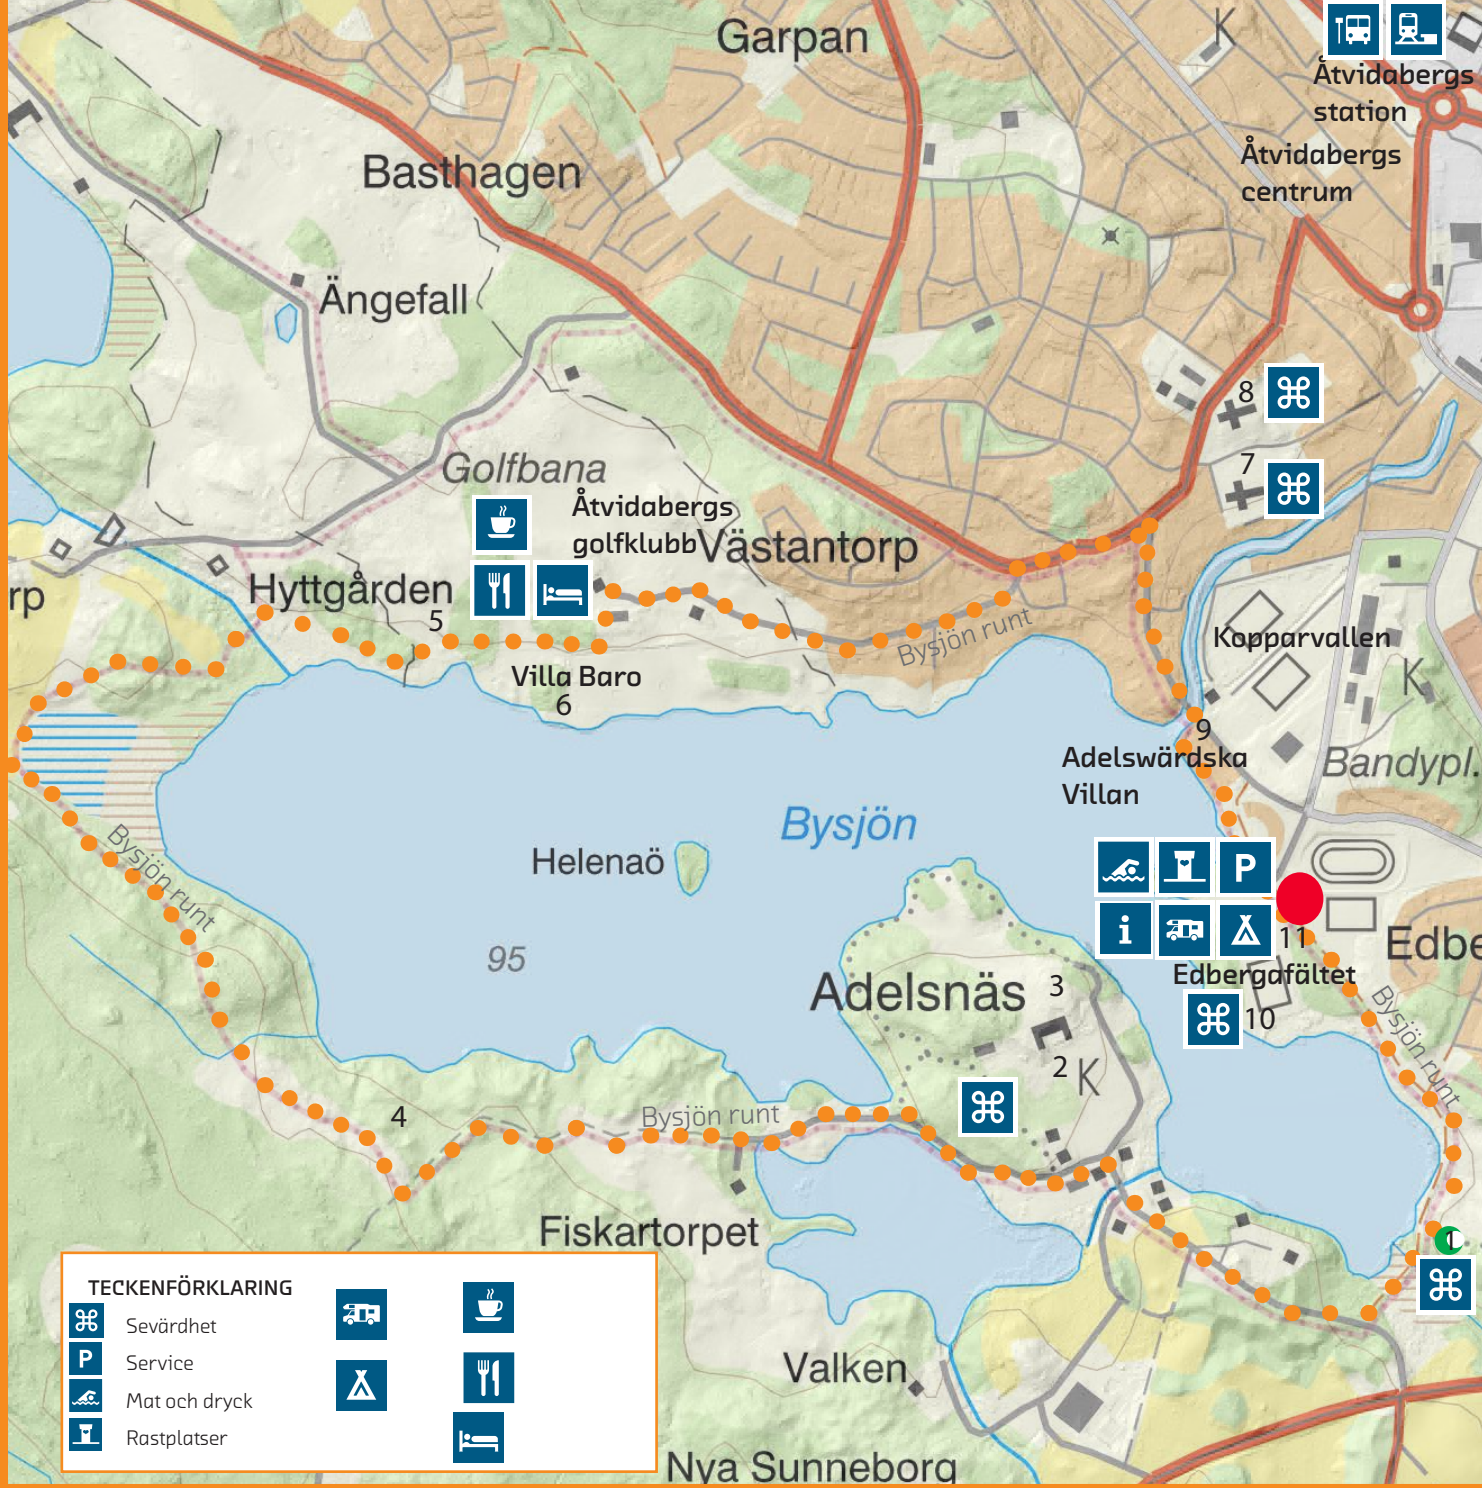 Garpan
K
Åtvidabergs
station
Åtvidabergs
centrum
Basthagen
Ängefall
8
7
Golfbana
Åtvidabergs
golfklubb
Västantorp
rp
Hyttgården
5
Bysjön runt
Kopparvallen
K
Villa Baro
6
9
Adelswärdska
Villan
Bandypl.
Bysjön
Bysjön runt
Helenaö
P
i
11
Edbe
Edbergafältet
95
Adelsnäs
3
10
Bysjön runt
2
K
4
Bysjön runt
Fiskartorpet
1
TECKENFÖRKLARING
Sevärdhet
P Service
Mat och dryck
Rastplatser
Valken
Nya Sunneborg